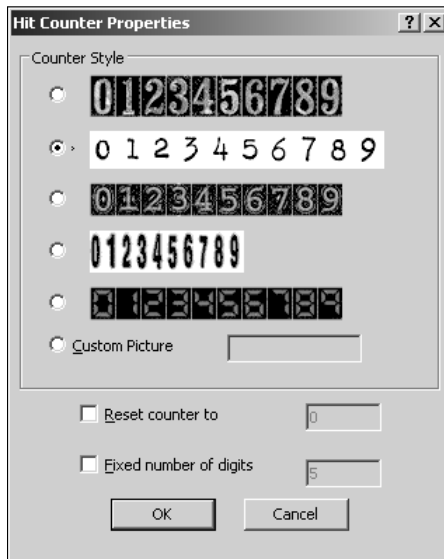 Hit Counter Properties
Counter Style
0123456789
0 1 2 3 4 5 6 7 8 9
0123456789
0123456789
0123456789
Custom Picture
Reset counter to 0
Fixed number of digits 5
OK Cancel